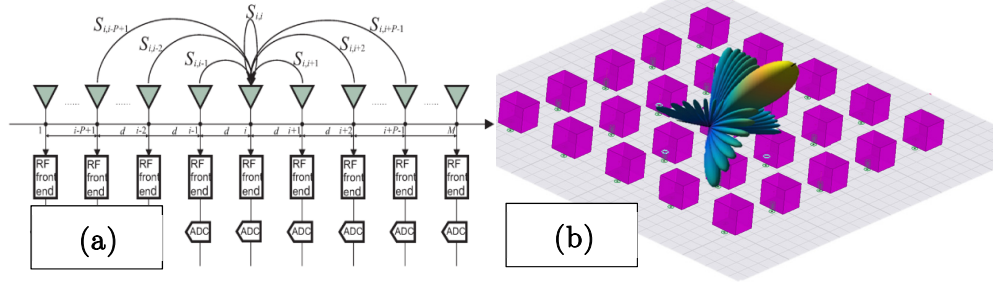 S_{i,i}
S_{i,i-P+1} S_{i,i-2} S_{i,i-1} S_{i,i+1} S_{i,i+2} S_{i,i+P-1}
...... ......
1 i-P+1 d i-2 d i-1 d i d i+1 d i+2 i+P-1 M
RF front end RF front end RF front end RF front end RF front end RF front end RF front end RF front end RF front end
ADC ADC ADC ADC ADC ADC
(a)
(b)